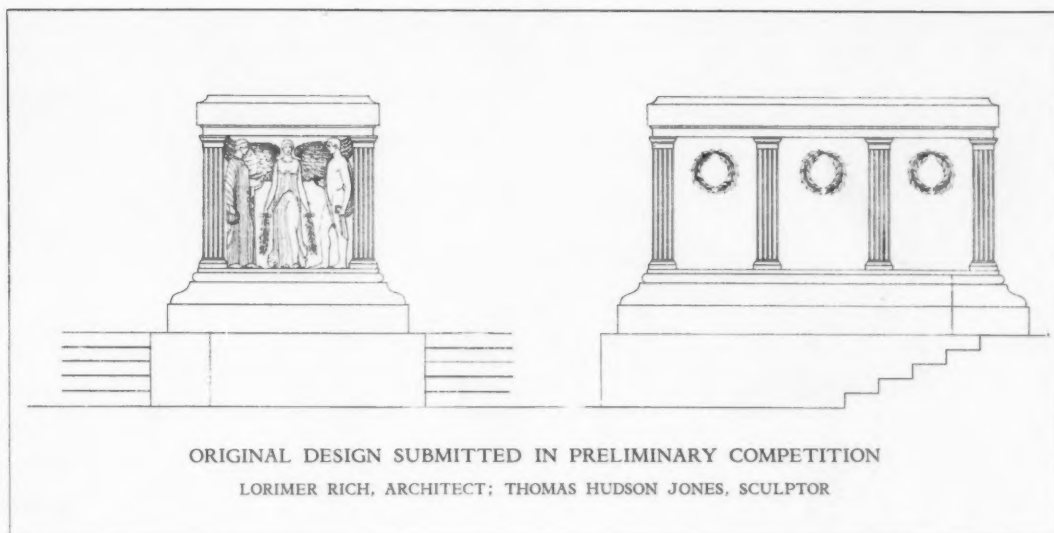 ORIGINAL DESIGN SUBMITTED IN PRELIMINARY COMPETITION
LORIMER RICH, ARCHITECT; THOMAS HUDSON JONES, SCULPTOR